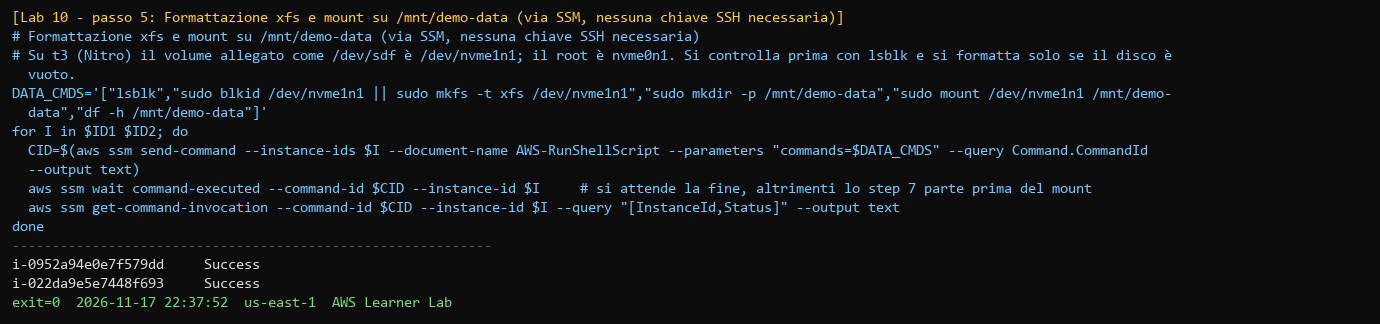 [Lab 10 - passo 5: Formattazione xfs e mount su /mnt/demo-data (via SSM, nessuna chiave SSH necessaria)]
# Formattazione xfs e mount su /mnt/demo-data (via SSM, nessuna chiave SSH necessaria)
# Su t3 (Nitro) il volume allegato come /dev/sdf è /dev/nvme1n1; il root è nvme0n1. Si controlla prima con lsblk e si formatta solo se il disco è
  vuoto.
DATA_CMDS='["lsblk","sudo blkid /dev/nvme1n1 || sudo mkfs -t xfs /dev/nvme1n1","sudo mkdir -p /mnt/demo-data","sudo mount /dev/nvme1n1 /mnt/demo-
  data","df -h /mnt/demo-data"]'
for I in $ID1 $ID2; do
  CID=$(aws ssm send-command --instance-ids $I --document-name AWS-RunShellScript --parameters "commands=$DATA_CMDS" --query Command.CommandId
  --output text)
  aws ssm wait command-executed --command-id $CID --instance-id $I     # si attende la fine, altrimenti lo step 7 parte prima del mount
  aws ssm get-command-invocation --command-id $CID --instance-id $I --query "[InstanceId,Status]" --output text
done
------------------------------------------------------------
i-0952a94e0e7f579dd     Success
i-022da9e5e7448f693     Success
exit=0  2026-11-17 22:37:52  us-east-1  AWS Learner Lab